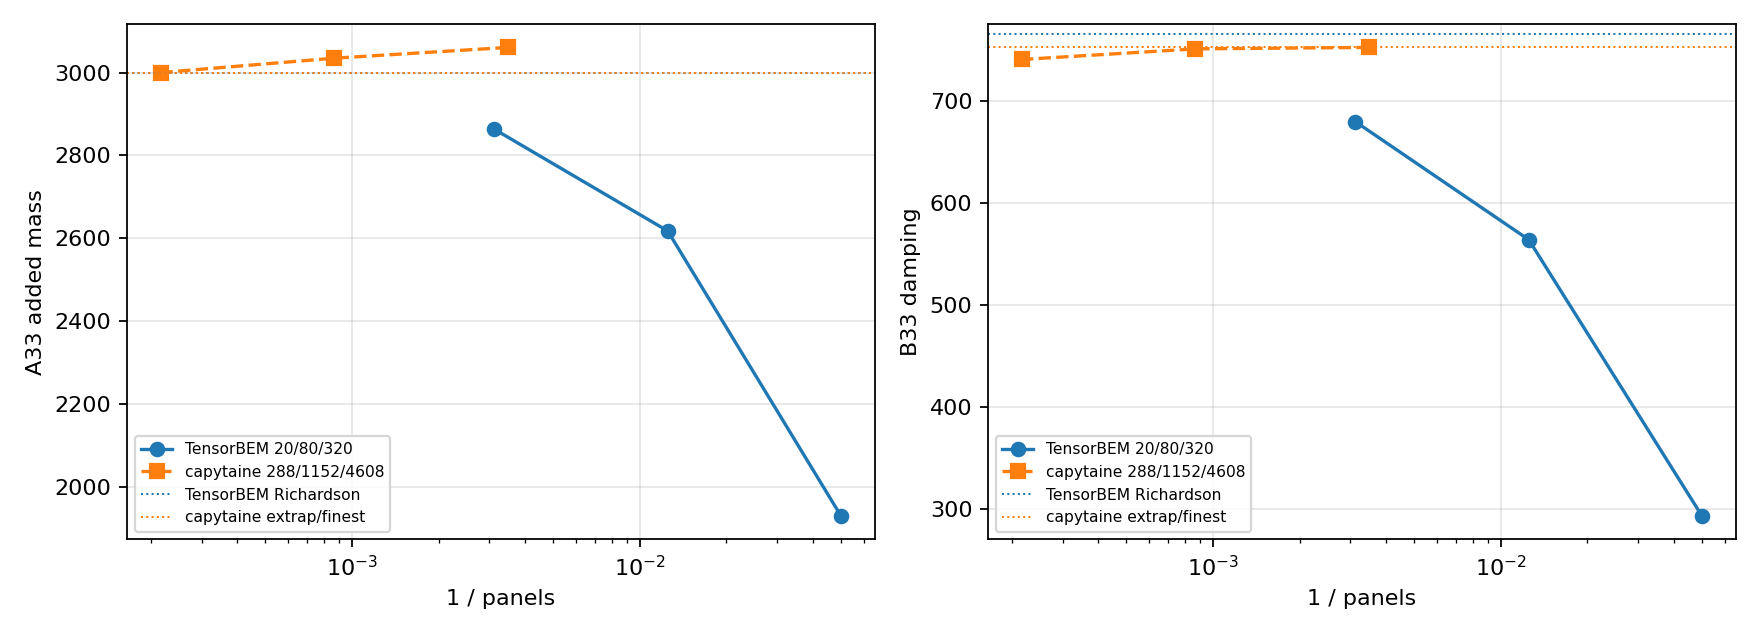 A33 added mass
3000
2800
2600
2400
2200
2000
TensorBEM 20/80/320
capytaine 288/1152/4608
TensorBEM Richardson
capytaine extrap/finest
10⁻³
10⁻²
1 / panels
B33 damping
700
600
500
400
300
TensorBEM 20/80/320
capytaine 288/1152/4608
TensorBEM Richardson
capytaine extrap/finest
10⁻³
10⁻²
1 / panels